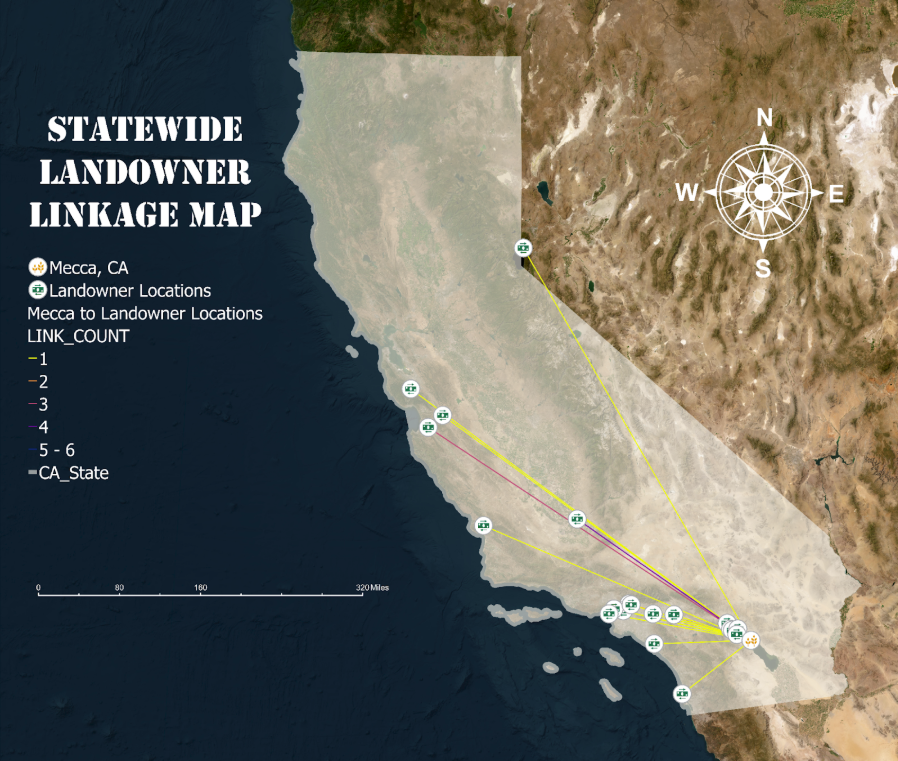 STATEWIDE
LANDOWNER
LINKAGE MAP
Mecca, CA
Landowner Locations
Mecca to Landowner Locations
LINK_COUNT
1
2
3
4
5 - 6
CA_State
0 80 160 320 Miles
N
W E
S